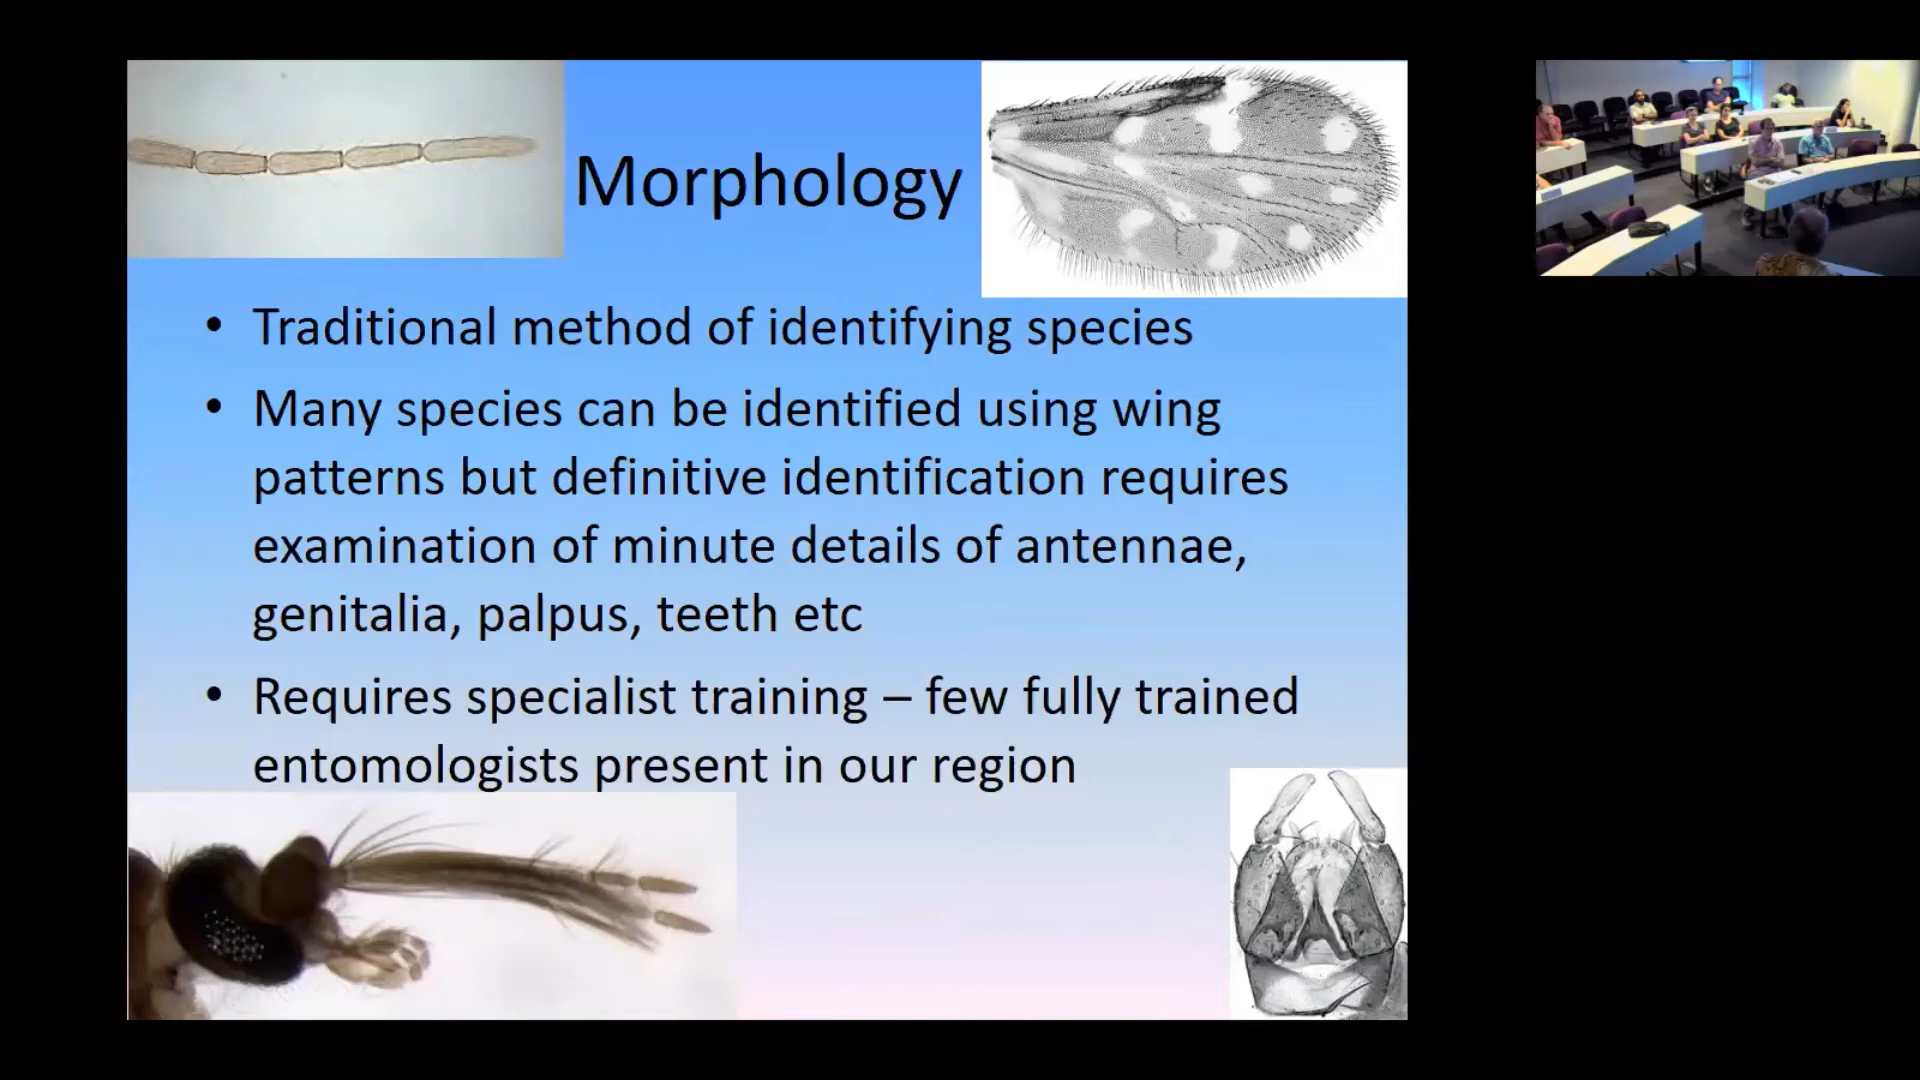 Morphology
• Traditional method of identifying species
• Many species can be identified using wing
patterns but definitive identification requires
examination of minute details of antennae,
genitalia, palpus, teeth etc
• Requires specialist training – few fully trained
entomologists present in our region